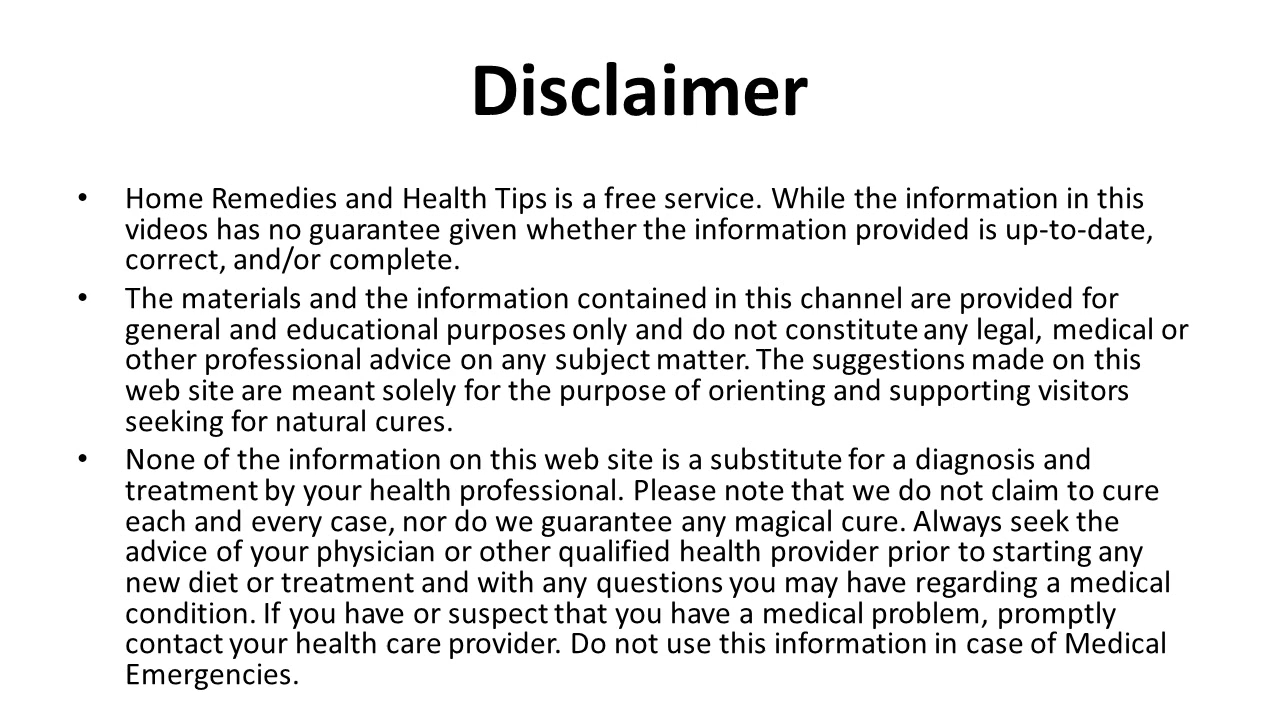 Disclaimer
• Home Remedies and Health Tips is a free service. While the information in this
videos has no guarantee given whether the information provided is up-to-date,
correct, and/or complete.
• The materials and the information contained in this channel are provided for
general and educational purposes only and do not constitute any legal, medical or
other professional advice on any subject matter. The suggestions made on this
web site are meant solely for the purpose of orienting and supporting visitors
seeking for natural cures.
• None of the information on this web site is a substitute for a diagnosis and
treatment by your health professional. Please note that we do not claim to cure
each and every case, nor do we guarantee any magical cure. Always seek the
advice of your physician or other qualified health provider prior to starting any
new diet or treatment and with any questions you may have regarding a medical
condition. If you have or suspect that you have a medical problem, promptly
contact your health care provider. Do not use this information in case of Medical
Emergencies.